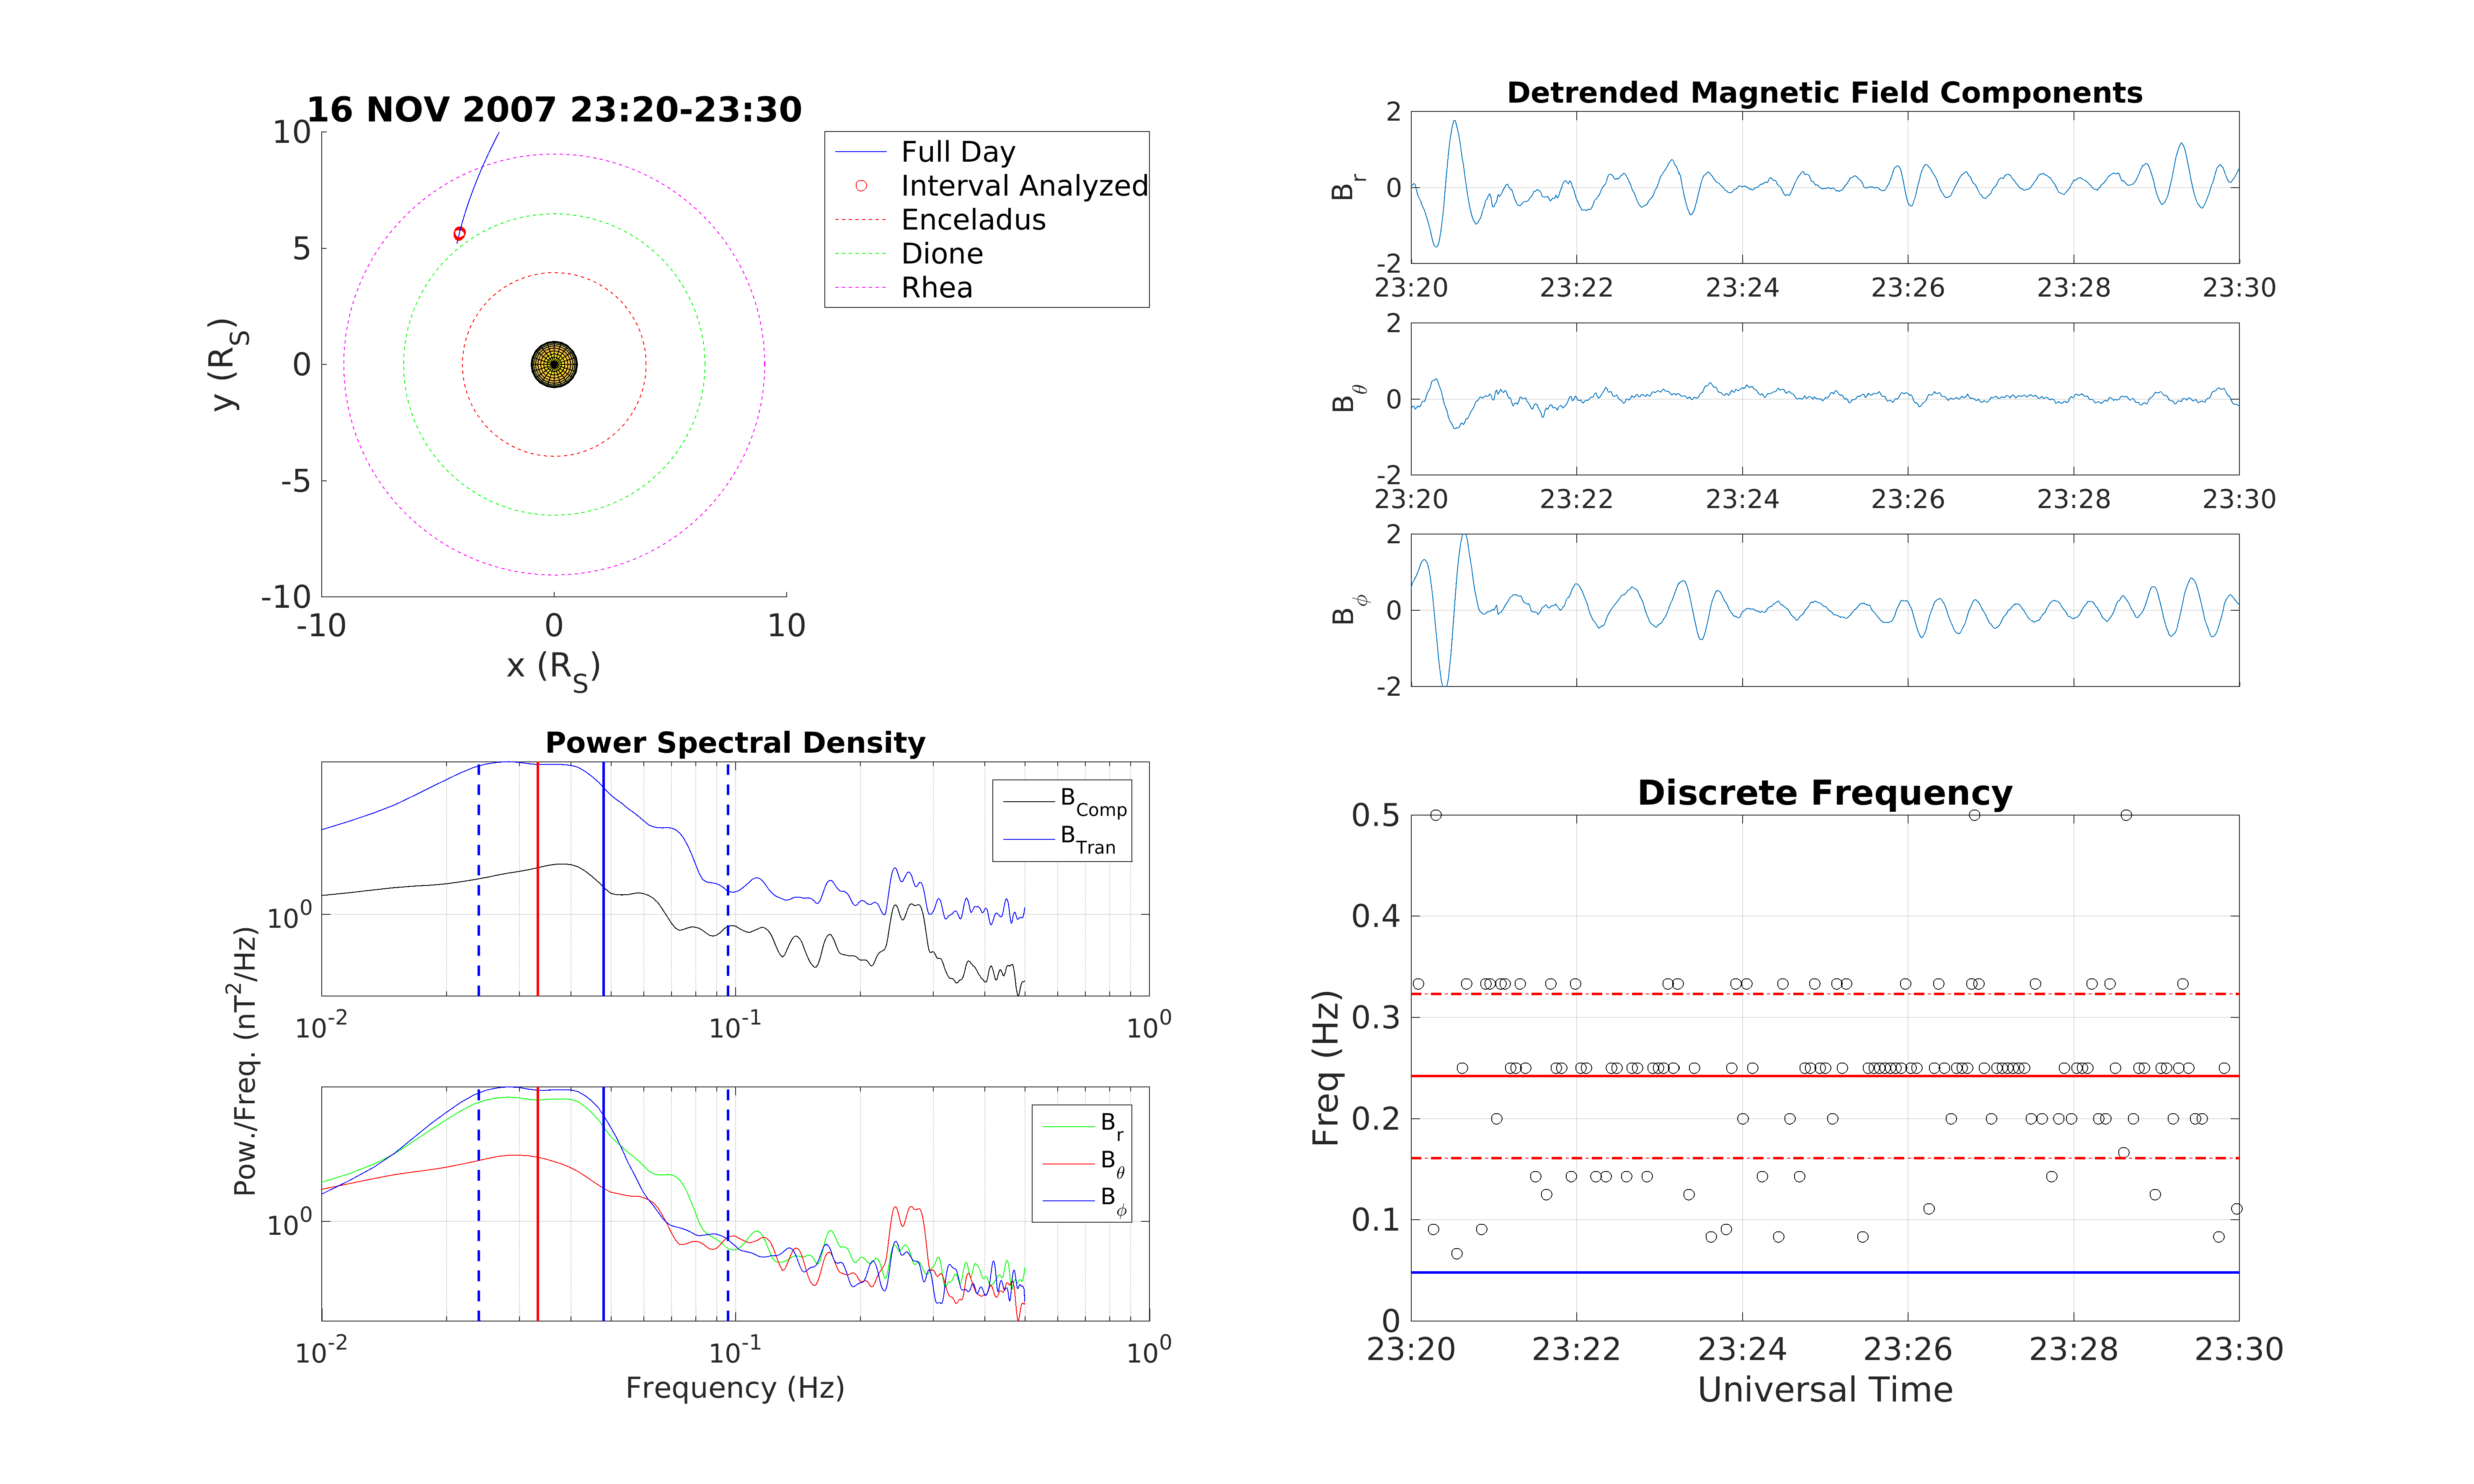 16 NOV 2007 23:20-23:30
10
5
0
-5
-10
-10 0 10
y (R_S)
x (R_S)
Full Day
Interval Analyzed
Enceladus
Dione
Rhea
Detrended Magnetic Field Components
2
0
-2
B_r
23:20 23:22 23:24 23:26 23:28 23:30
2
0
-2
B_θ
23:20 23:22 23:24 23:26 23:28 23:30
2
0
-2
B_ϕ
Power Spectral Density
B_Comp
B_Tran
10^0
10^-2 10^-1 10^0
Pow./Freq. (nT^2/Hz)
B_r
B_θ
B_ϕ
10^0
10^-2 10^-1 10^0
Frequency (Hz)
Discrete Frequency
0.5
0.4
0.3
0.2
0.1
0
Freq (Hz)
23:20 23:22 23:24 23:26 23:28 23:30
Universal Time